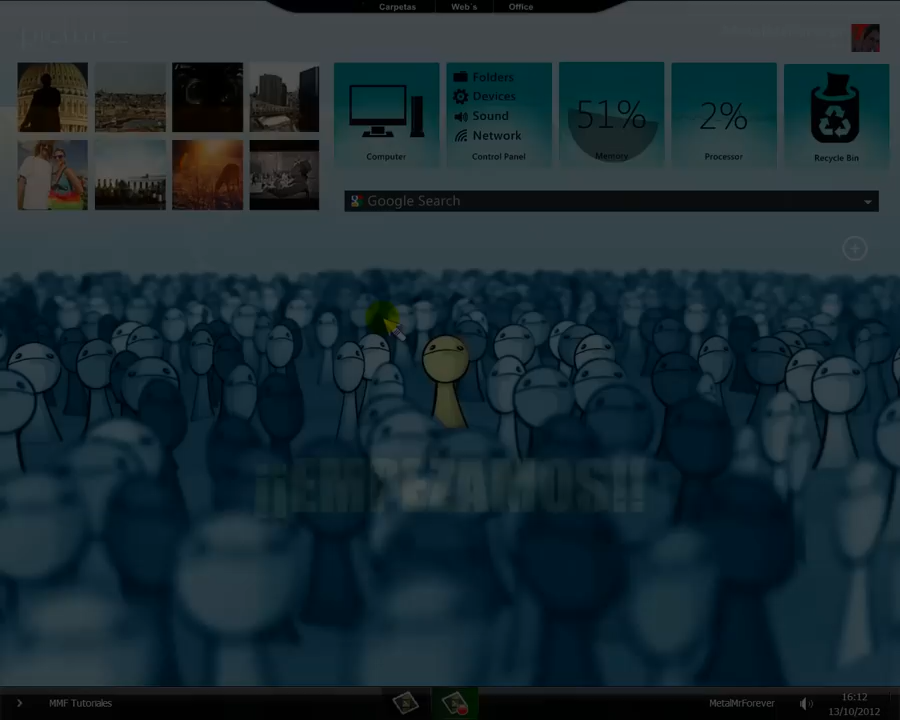 Carpetas Web's Office
pictures
Folders
Devices
Sound
Network
51%
2%
Computer
Control Panel
Memory
Processor
Recycle Bin
Google Search
¡¡EMPEZAMOS!!
MMF Tutoriales
MetalMrForever
16:12
13/10/2012